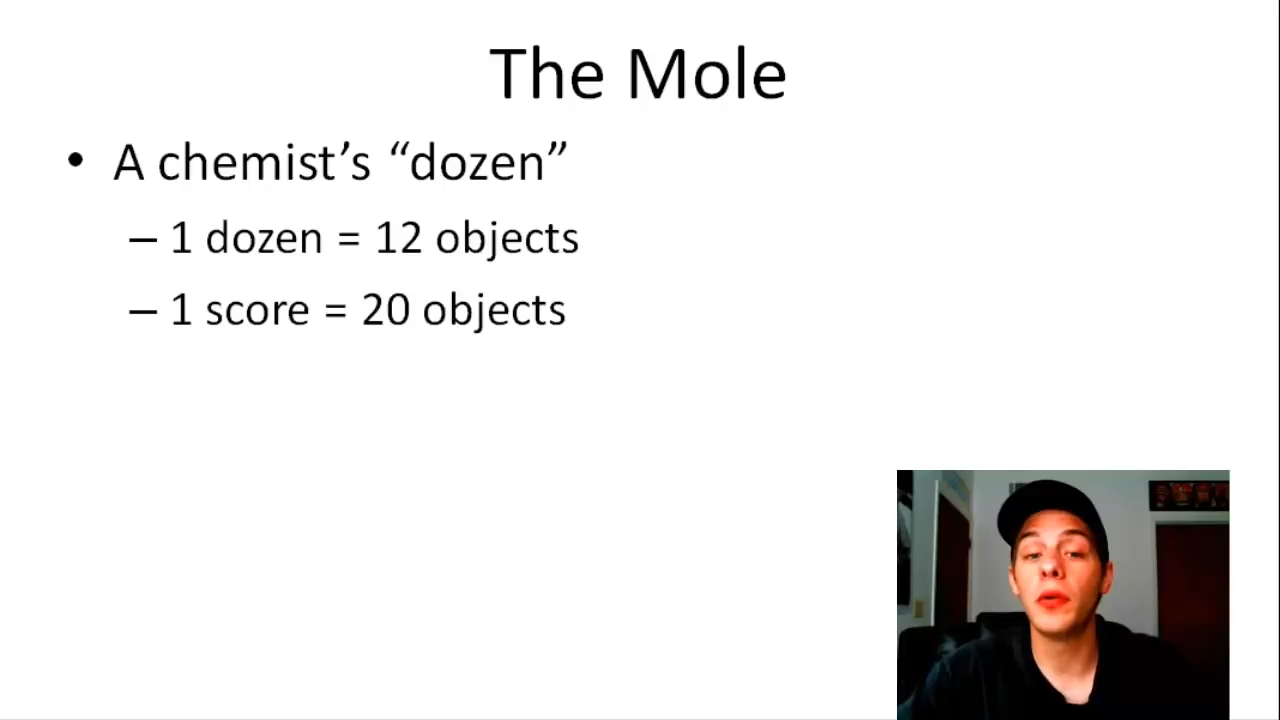 The Mole
• A chemist’s “dozen”
– 1 dozen = 12 objects
– 1 score = 20 objects